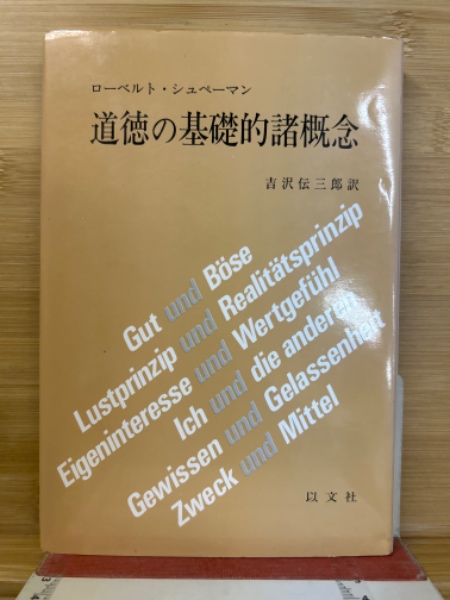 ローベルト・シュペーマン
道徳の基礎的諸概念
吉沢伝三郎訳
Gut und Böse
Lustprinzip und Realitätsprinzip
Eigeninteresse und Wertgefühl
Ich und die anderen
Gewissen und Gelassenheit
Zweck und Mittel
以文社